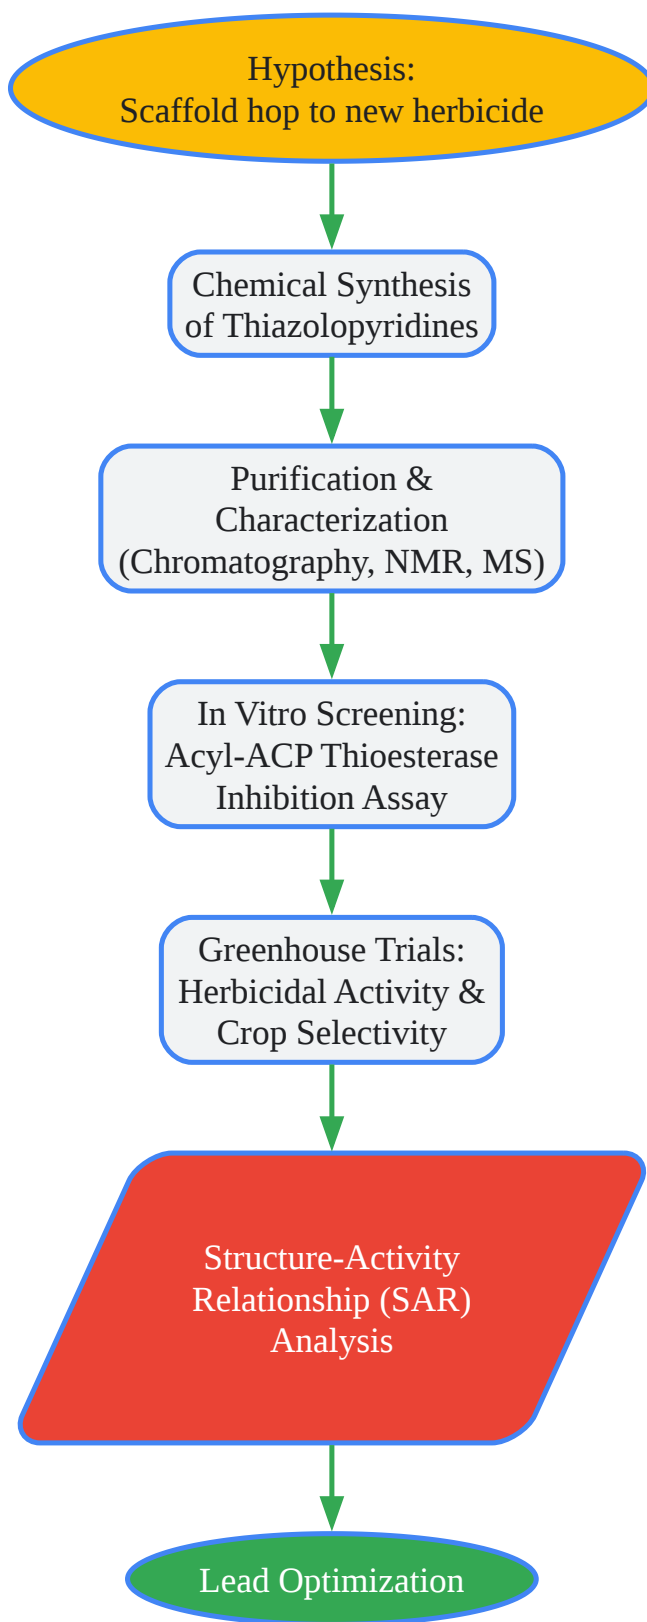 Hypothesis:
Scaffold hop to new herbicide
Chemical Synthesis
of Thiazolopyridines
Purification &
Characterization
(Chromatography, NMR, MS)
In Vitro Screening:
Acyl-ACP Thioesterase
Inhibition Assay
Greenhouse Trials:
Herbicidal Activity &
Crop Selectivity
Structure-Activity
Relationship (SAR)
Analysis
Lead Optimization